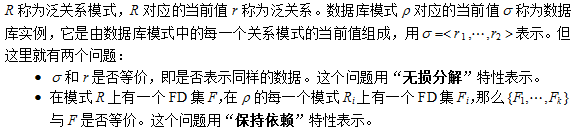 R 称为泛关系模式，R 对应的当前值 r 称为泛关系。数据库模式 ρ 对应的当前值 σ 称为数据
库实例，它是由数据库模式中的每一个关系模式的当前值组成，用 σ=<r₁,⋯,r₂> 表示。但
这里就有两个问题：
• σ 和 r 是否等价，即是否表示同样的数据。这个问题用“无损分解”特性表示。
• 在模式 R 上有一个 FD 集 F，在 ρ 的每一个模式 Rᵢ 上有一个 FD 集 Fᵢ，那么 {F₁,⋯,Fₖ}
与 F 是否等价。这个问题用“保持依赖”特性表示。